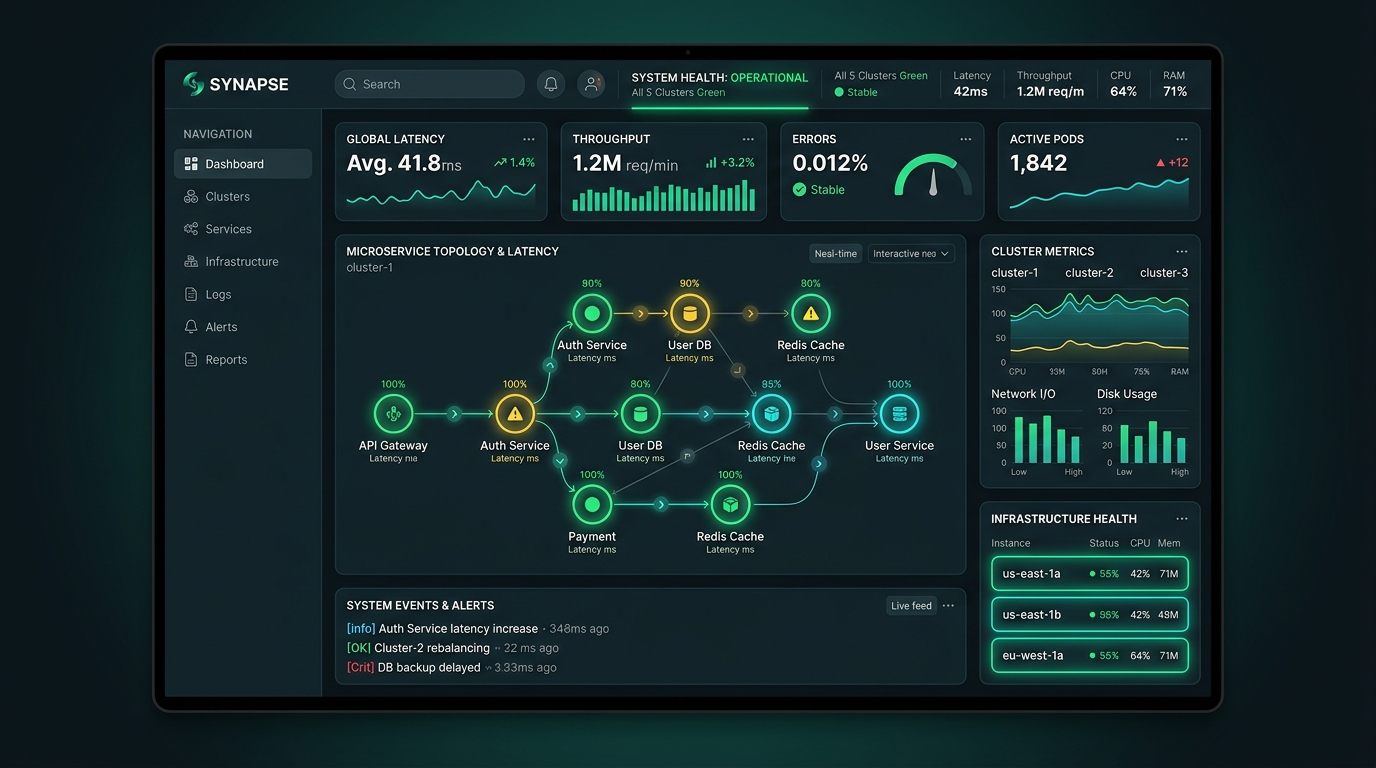 SYNAPSE
Search
SYSTEM HEALTH: OPERATIONAL
All S Clusters Green
All S Clusters Green
Stable
Latency
42ms
Throughput
1.2M req/m
CPU
64%
RAM
71%
NAVIGATION
Dashboard
Clusters
Services
Infrastructure
Logs
Alerts
Reports
GLOBAL LATENCY
Avg. 41.8ms
1.4%
THROUGHPUT
1.2M req/min
+3.2%
ERRORS
0.012%
Stable
ACTIVE PODS
1,842
+12
MICROSERVICE TOPOLOGY & LATENCY
oluster-1
Neal-time
Interactive neo
80%
Auth Service
Latency ms
90%
User DB
Latency ms
80%
Redis Cache
Latency ms
100%
API Gateway
Latency
100%
Auth Service
Latency ms
80%
User DB
Latency ms
85%
Redis Cache
Latency
100%
User Service
Latency ms
100%
Payment
Latency ms
100%
Redis Cache
Latency ms
CLUSTER METRICS
cluster-1 cluster-2 cluster-3
150
100
50
0
CPU 75% RAM
Network I/O
100
100
50
0
Low High
Disk Usage
120
80
20
0
Low High
INFRASTRUCTURE HEALTH
Instance Status CPU Mem
us-east-1a 55% 42% 71M
us-east-1b 42%
eu-west-1a 55% 64% 71M
SYSTEM EVENTS & ALERTS
Live feed
[info] Auth Service latency increase · 348ms ago
[OK] Cluster-2 rebalancing 22 ms ago
[Crit] DB backup delayed 3.33ms ago